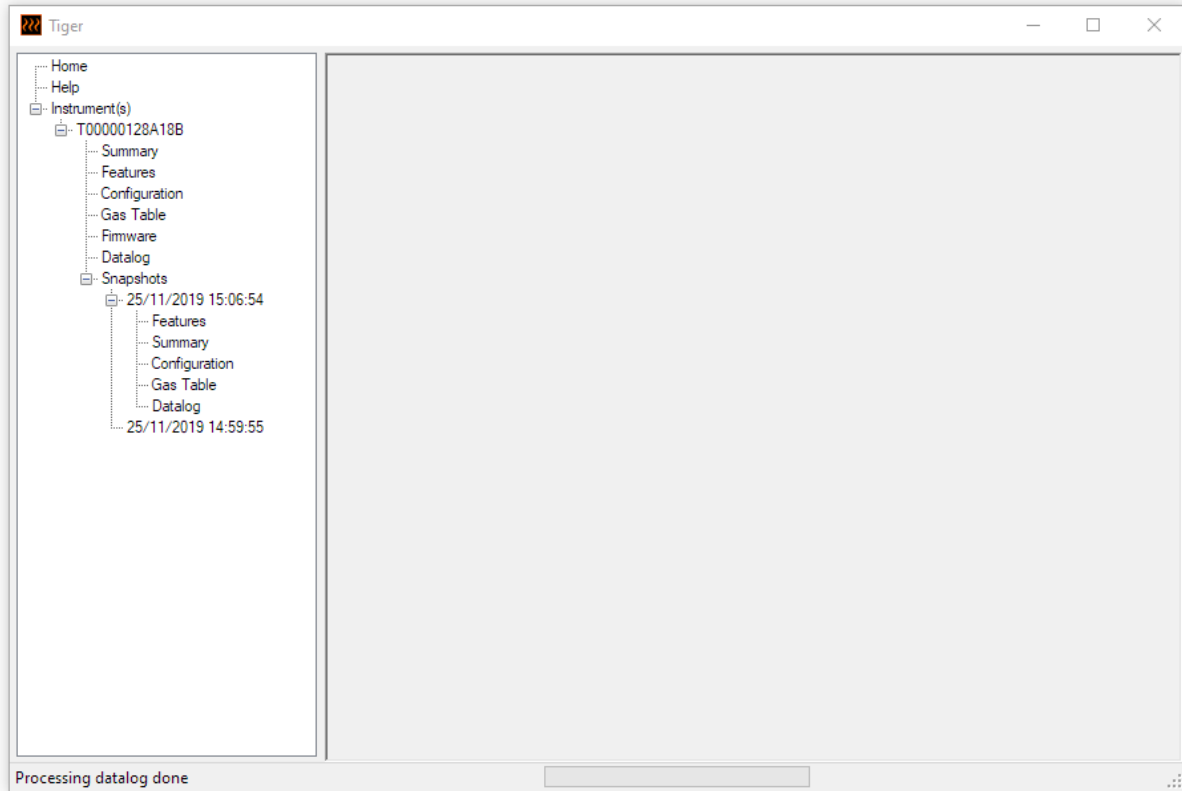 Tiger
Home
Help
Instrument(s)
T00000128A18B
Summary
Features
Configuration
Gas Table
Firmware
Datalog
Snapshots
25/11/2019 15:06:54
Features
Summary
Configuration
Gas Table
Datalog
25/11/2019 14:59:55
Processing datalog done